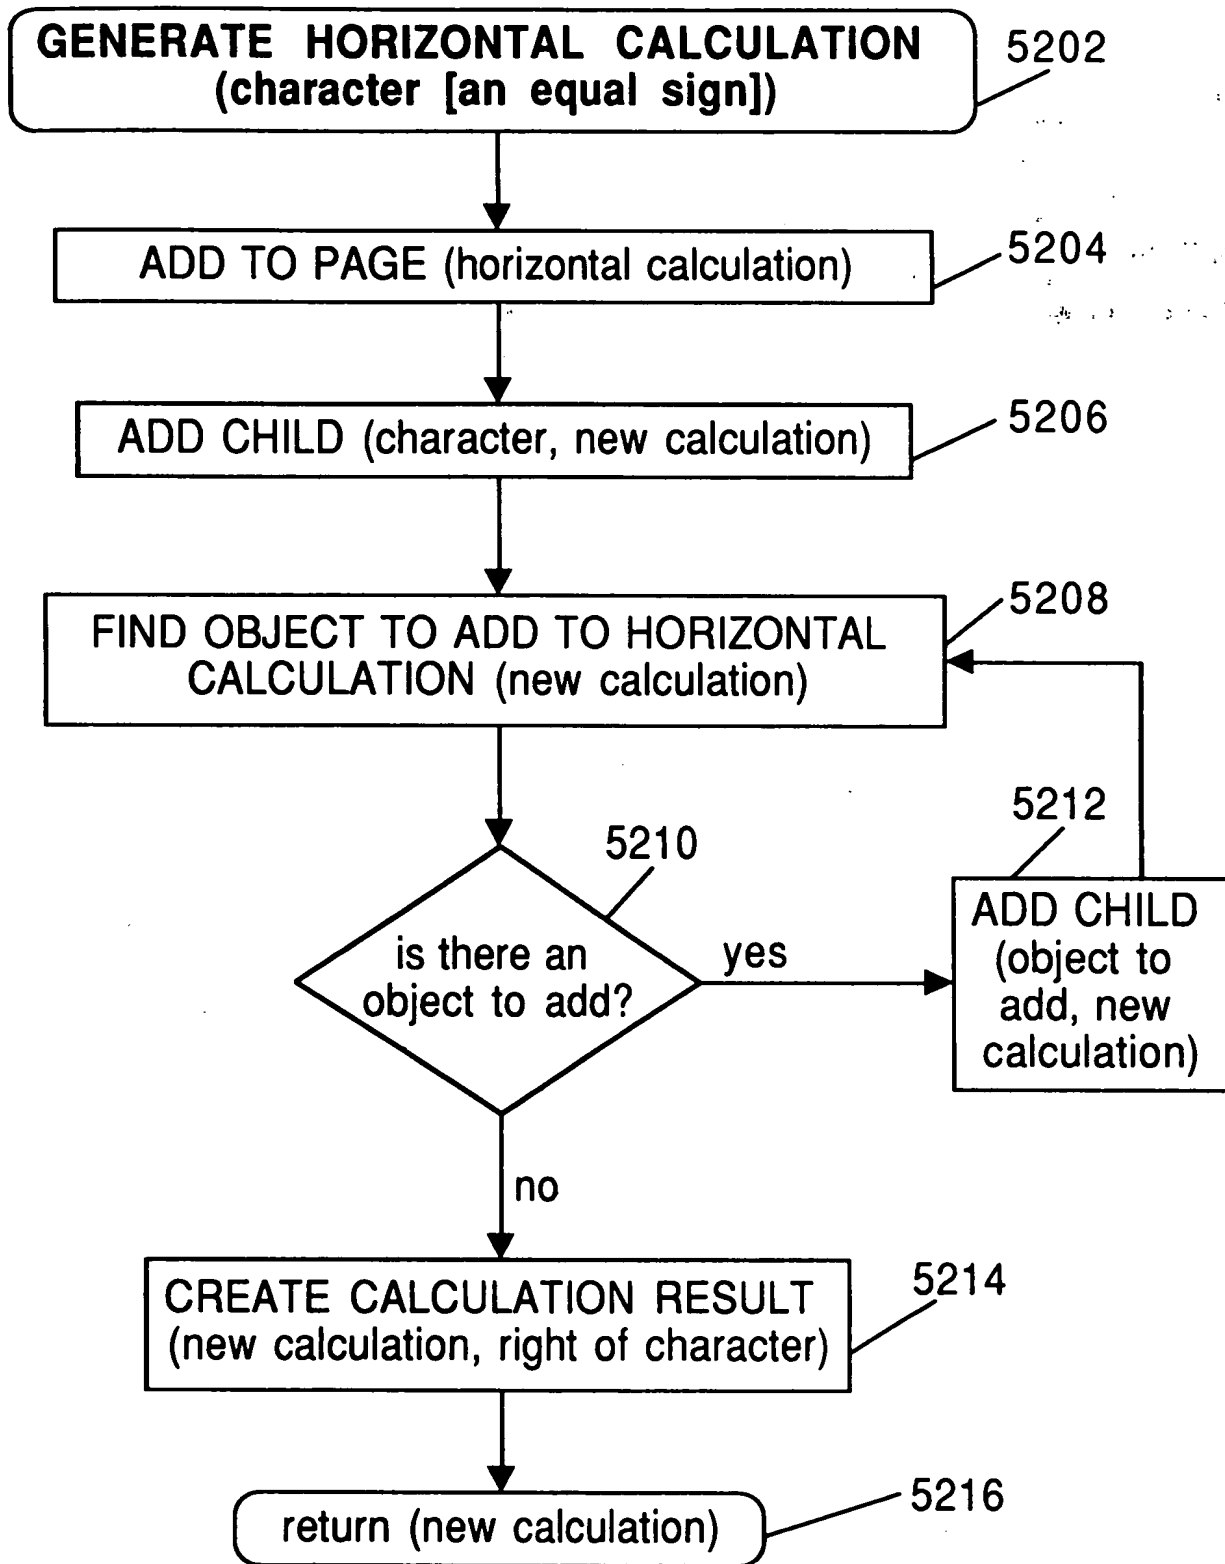 GENERATE HORIZONTAL CALCULATION
(character [an equal sign])
5202
ADD TO PAGE (horizontal calculation)
5204
ADD CHILD (character, new calculation)
5206
FIND OBJECT TO ADD TO HORIZONTAL
CALCULATION (new calculation)
5208
is there an
object to add?
5210
yes
5212
ADD CHILD
(object to
add, new
calculation)
no
CREATE CALCULATION RESULT
(new calculation, right of character)
5214
return (new calculation)
5216